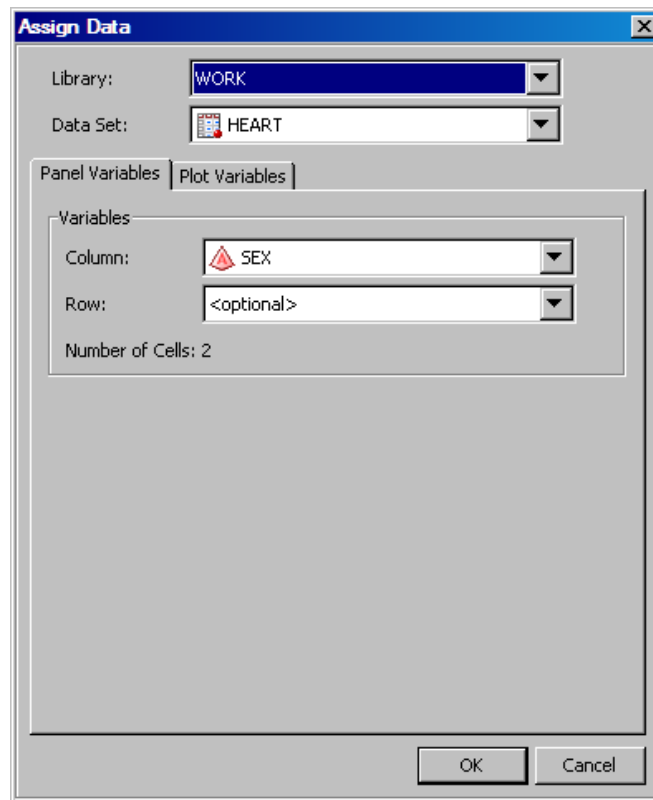 Assign Data
Library: WORK
Data Set: HEART
Panel Variables Plot Variables
Variables
Column: SEX
Row: <optional>
Number of Cells: 2
OK Cancel